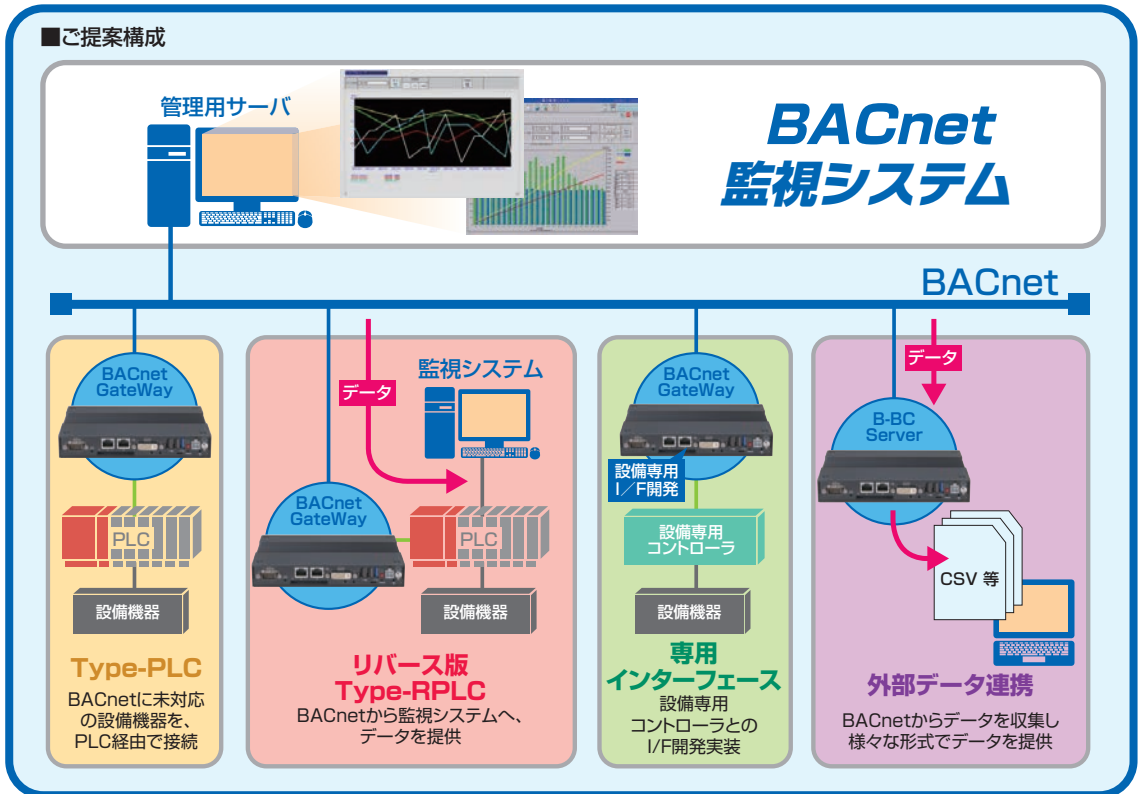 ■ご提案構成
管理用サーバ
BACnet
監視システム
BACnet
BACnet
GateWay
PLC
設備機器
Type-PLC
BACnetに未対応
の設備機器を、
PLC経由で接続
データ
監視システム
BACnet
GateWay
PLC
設備機器
リバース版
Type-RPLC
BACnetから監視システムへ、
データを提供
BACnet
GateWay
設備専用
I/F開発
設備専用
コントローラ
設備機器
専用
インターフェース
設備専用
コントローラとの
I/F開発実装
データ
B-BC
Server
CSV 等
外部データ連携
BACnetからデータを収集し
様々な形式でデータを提供